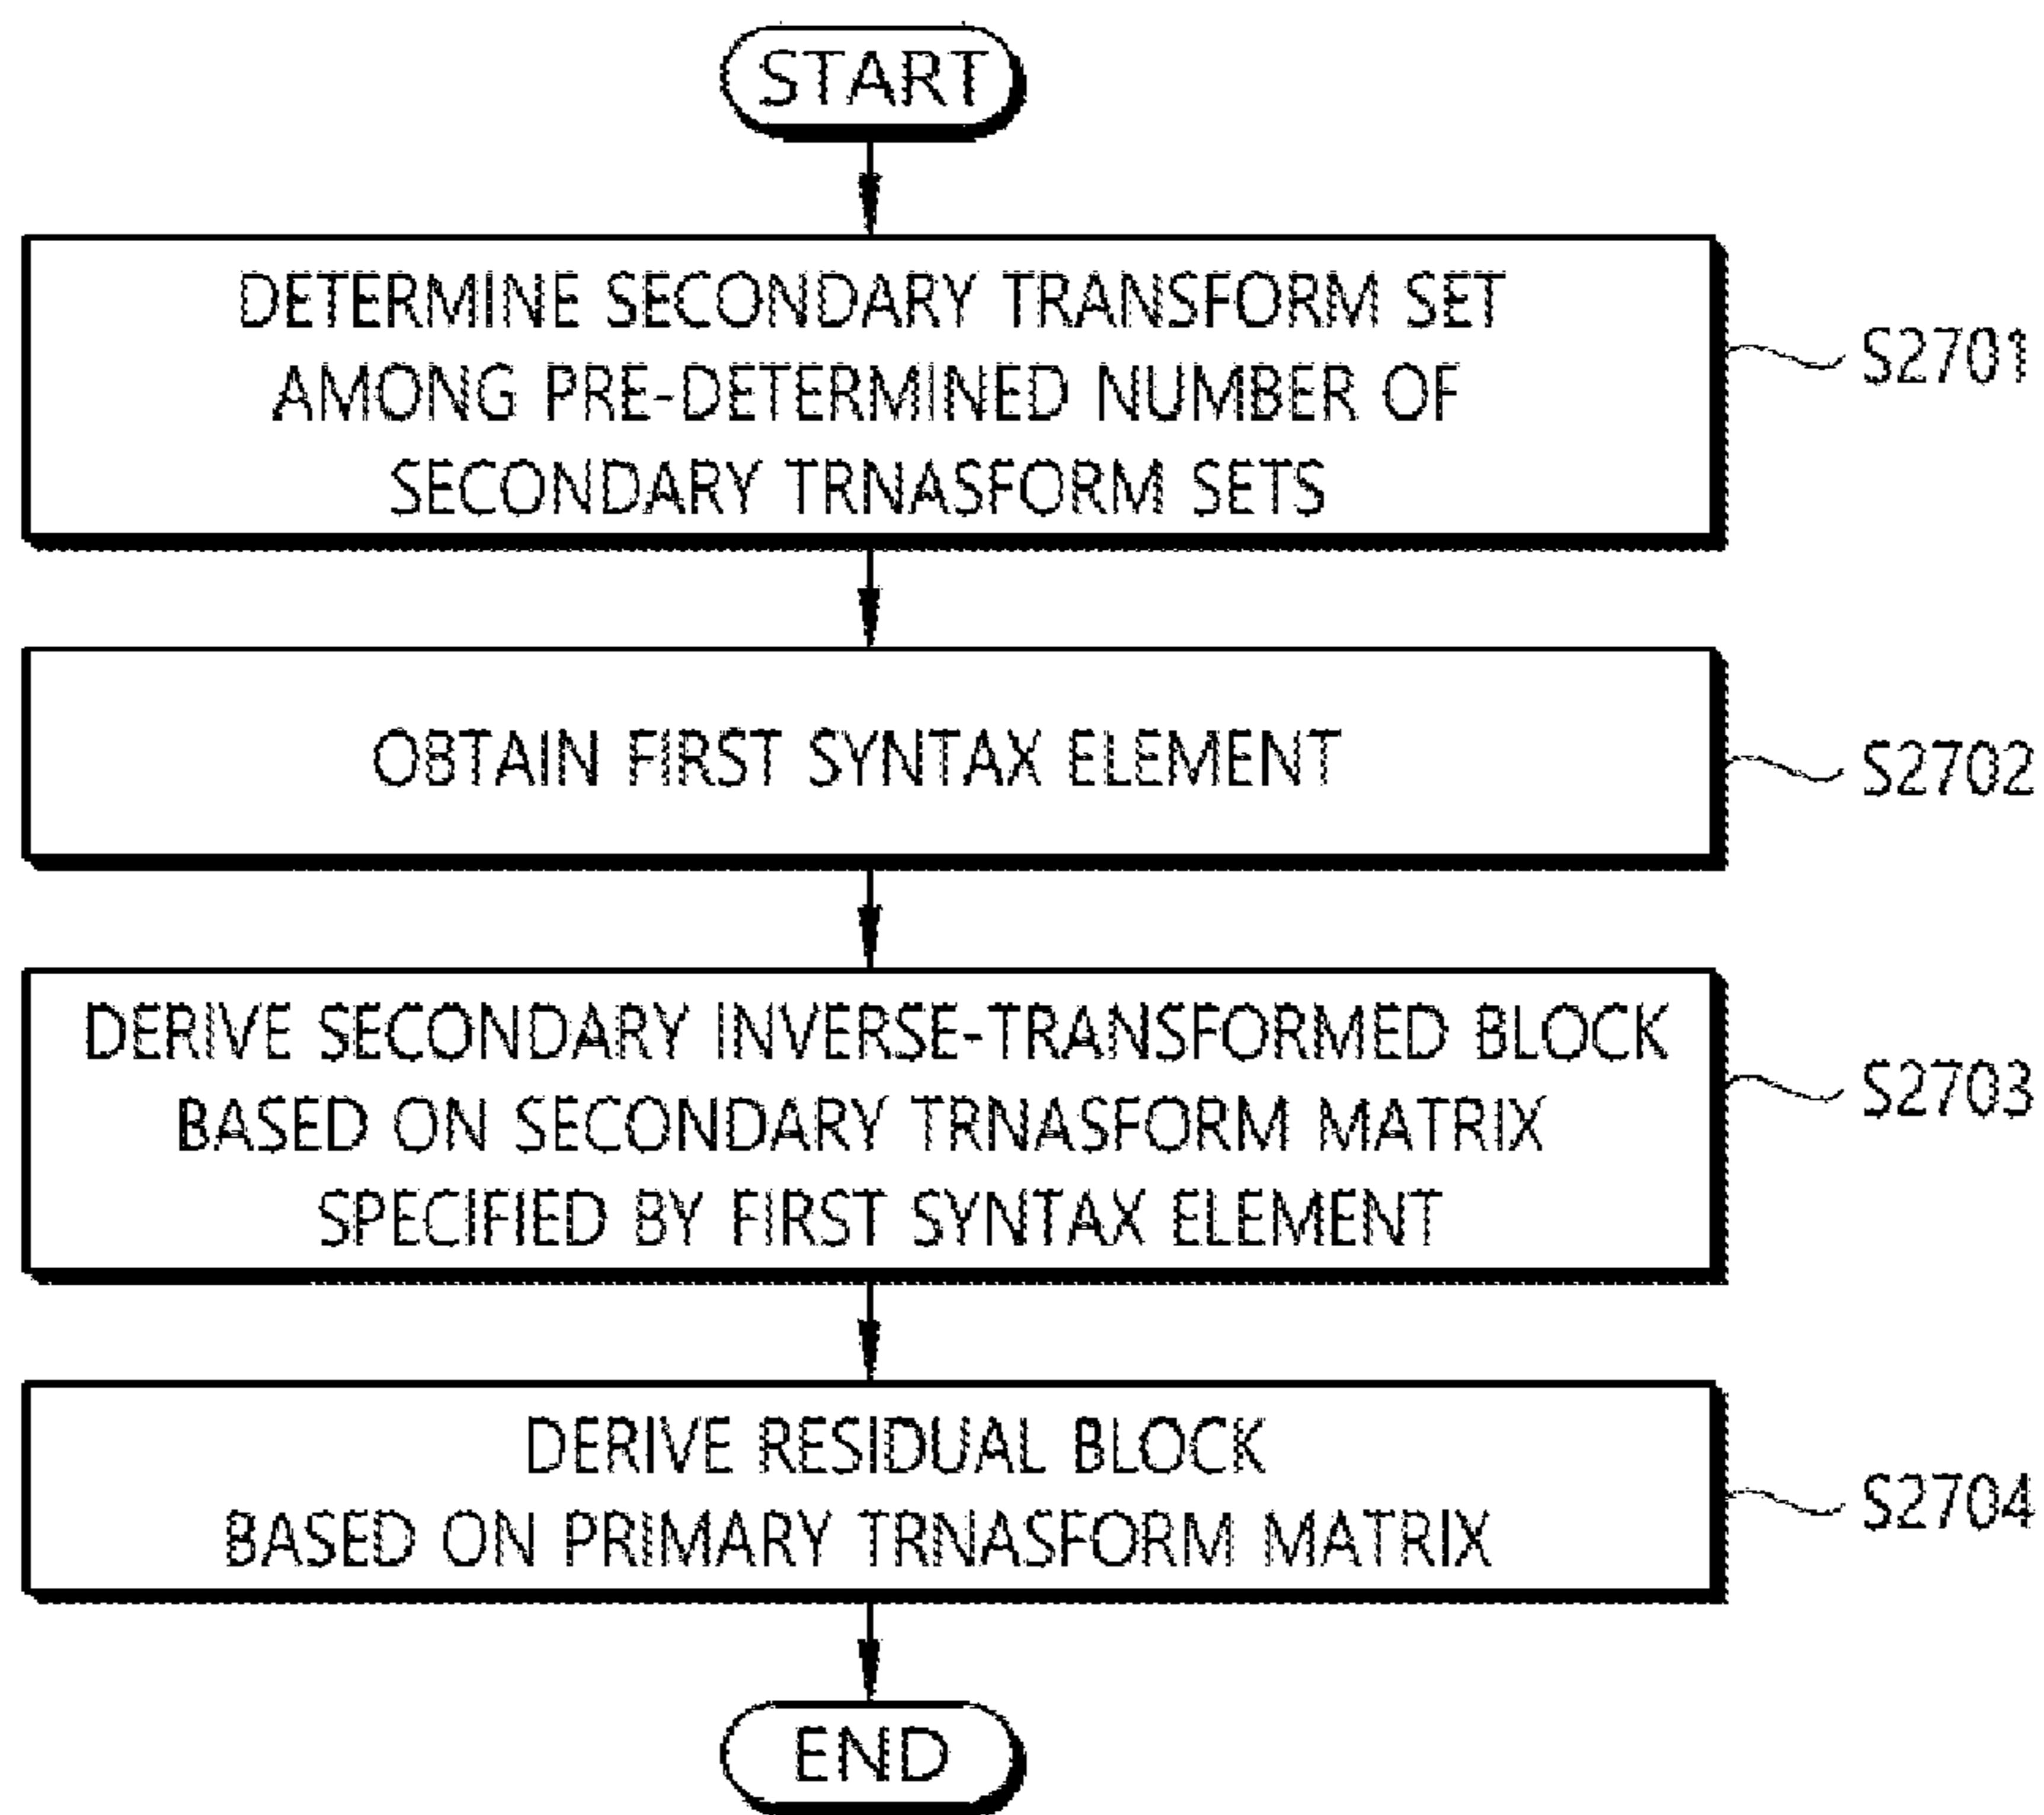 START
DETERMINE SECONDARY TRANSFORM SET
AMONG PRE-DETERMINED NUMBER OF
SECONDARY TRNASFORM SETS
S2701
OBTAIN FIRST SYNTAX ELEMENT
S2702
DERIVE SECONDARY INVERSE-TRANSFORMED BLOCK
BASED ON SECONDARY TRNASFORM MATRIX
SPECIFIED BY FIRST SYNTAX ELEMENT
S2703
DERIVE RESIDUAL BLOCK
BASED ON PRIMARY TRNASFORM MATRIX
S2704
END